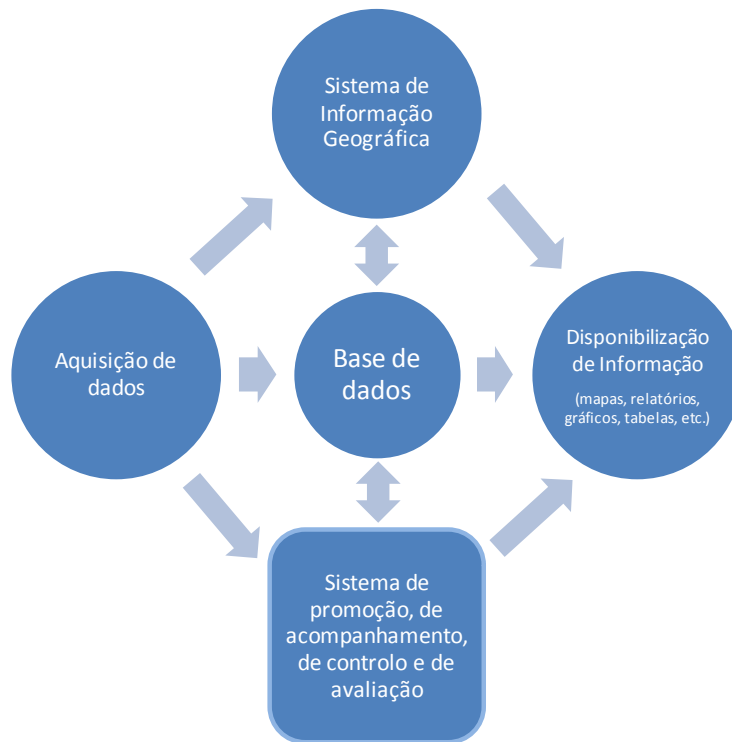 Sistema de
Informação
Geográfica
Aquisição de
dados
Base de
dados
Disponibilização
de Informação
(mapas, relatórios,
gráficos, tabelas, etc.)
Sistema de
promoção, de
acompanhamento,
de controlo e de
avaliação